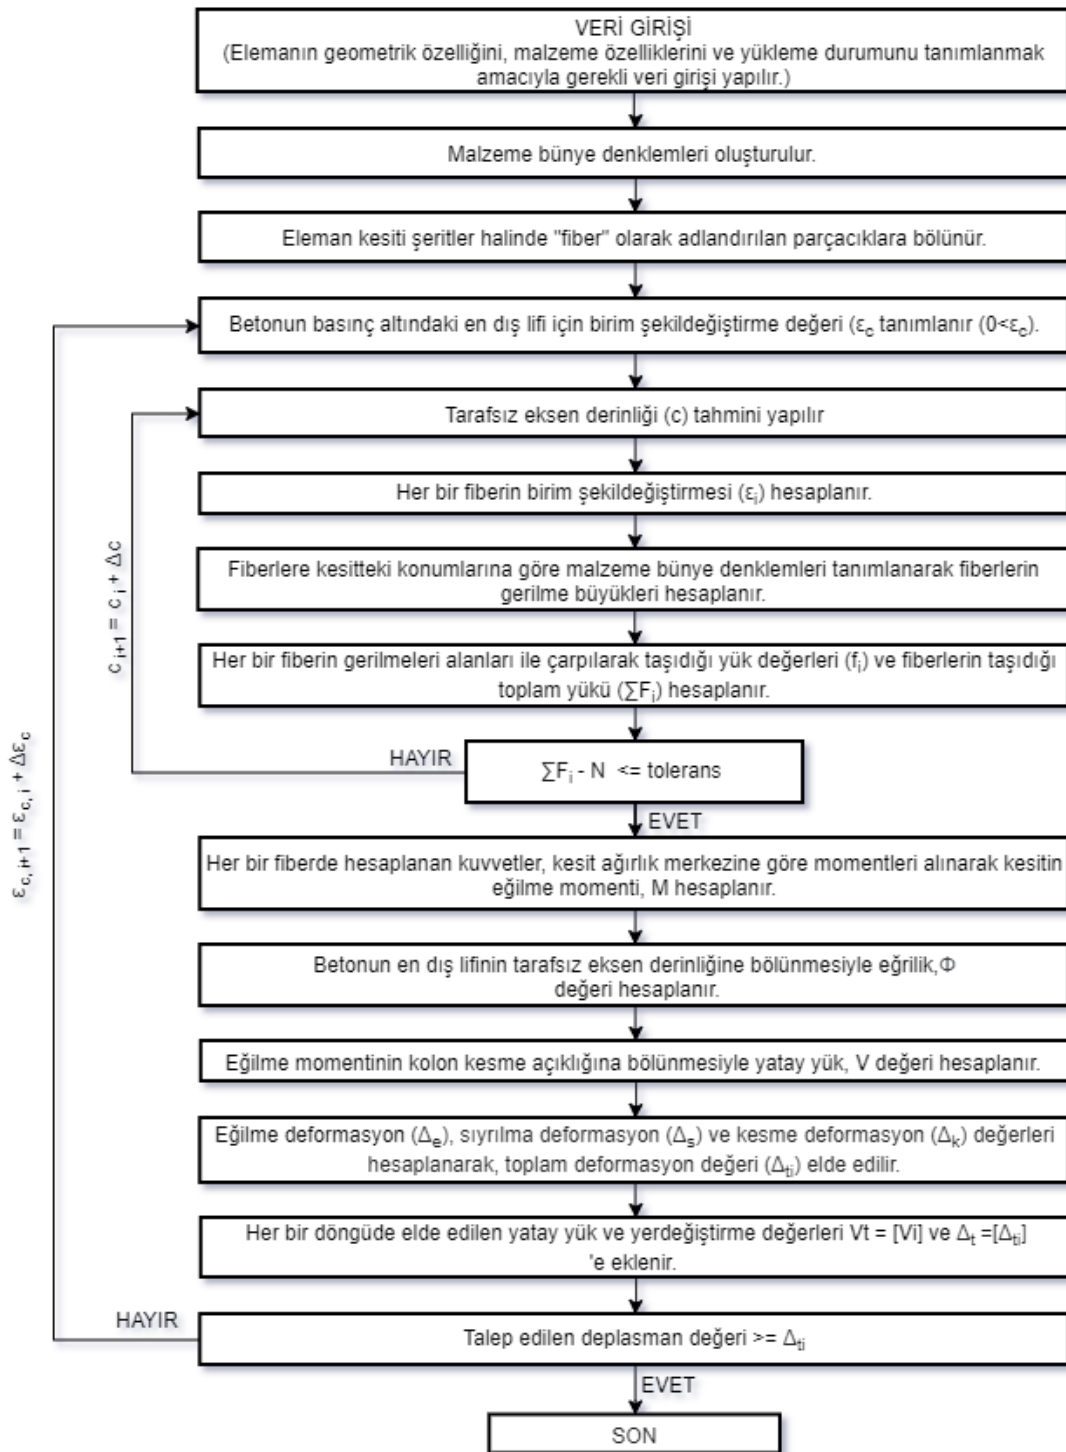 VERİ GİRİŞİ
(Elemanın geometrik özelliğini, malzeme özelliklerini ve yükleme durumunu tanımlanmak
amacıyla gerekli veri girişi yapılır.)
Malzeme bünye denklemleri oluşturulur.
Eleman kesiti şeritler halinde "fiber" olarak adlandırılan parçacıklara bölünür.
Betonun basınç altındaki en dış lifi için birim şekildeğiştirme değeri (εc tanımlanır (0<εc).
Tarafsız eksen derinliği (c) tahmini yapılır
Her bir fiberin birim şekildeğiştirmesi (εi) hesaplanır.
Fiberlere kesitteki konumlarına göre malzeme bünye denklemleri tanımlanarak fiberlerin
gerilme büyükleri hesaplanır.
Her bir fiberin gerilmeleri alanları ile çarpılarak taşıdığı yük değerleri (fi) ve fiberlerin taşıdığı
toplam yükü (∑Fi) hesaplanır.
HAYIR
∑Fi - N <= tolerans
EVET
ci+1 = ci + Δc
Her bir fiberde hesaplanan kuvvetler, kesit ağırlık merkezine göre momentleri alınarak kesitin
eğilme momenti, M hesaplanır.
Betonun en dış lifinin tarafsız eksen derinliğine bölünmesiyle eğrilik,Φ
değeri hesaplanır.
Eğilme momentinin kolon kesme açıklığına bölünmesiyle yatay yük, V değeri hesaplanır.
Eğilme deformasyon (Δe), sıyrılma deformasyon (Δs) ve kesme deformasyon (Δk) değerleri
hesaplanarak, toplam deformasyon değeri (Δti) elde edilir.
Her bir döngüde elde edilen yatay yük ve yerdeğiştirme değerleri Vt = [Vi] ve Δt =[Δti]
'e eklenir.
HAYIR
Talep edilen deplasman değeri >= Δti
EVET
εc, i+1 = εc, i + Δεc
SON